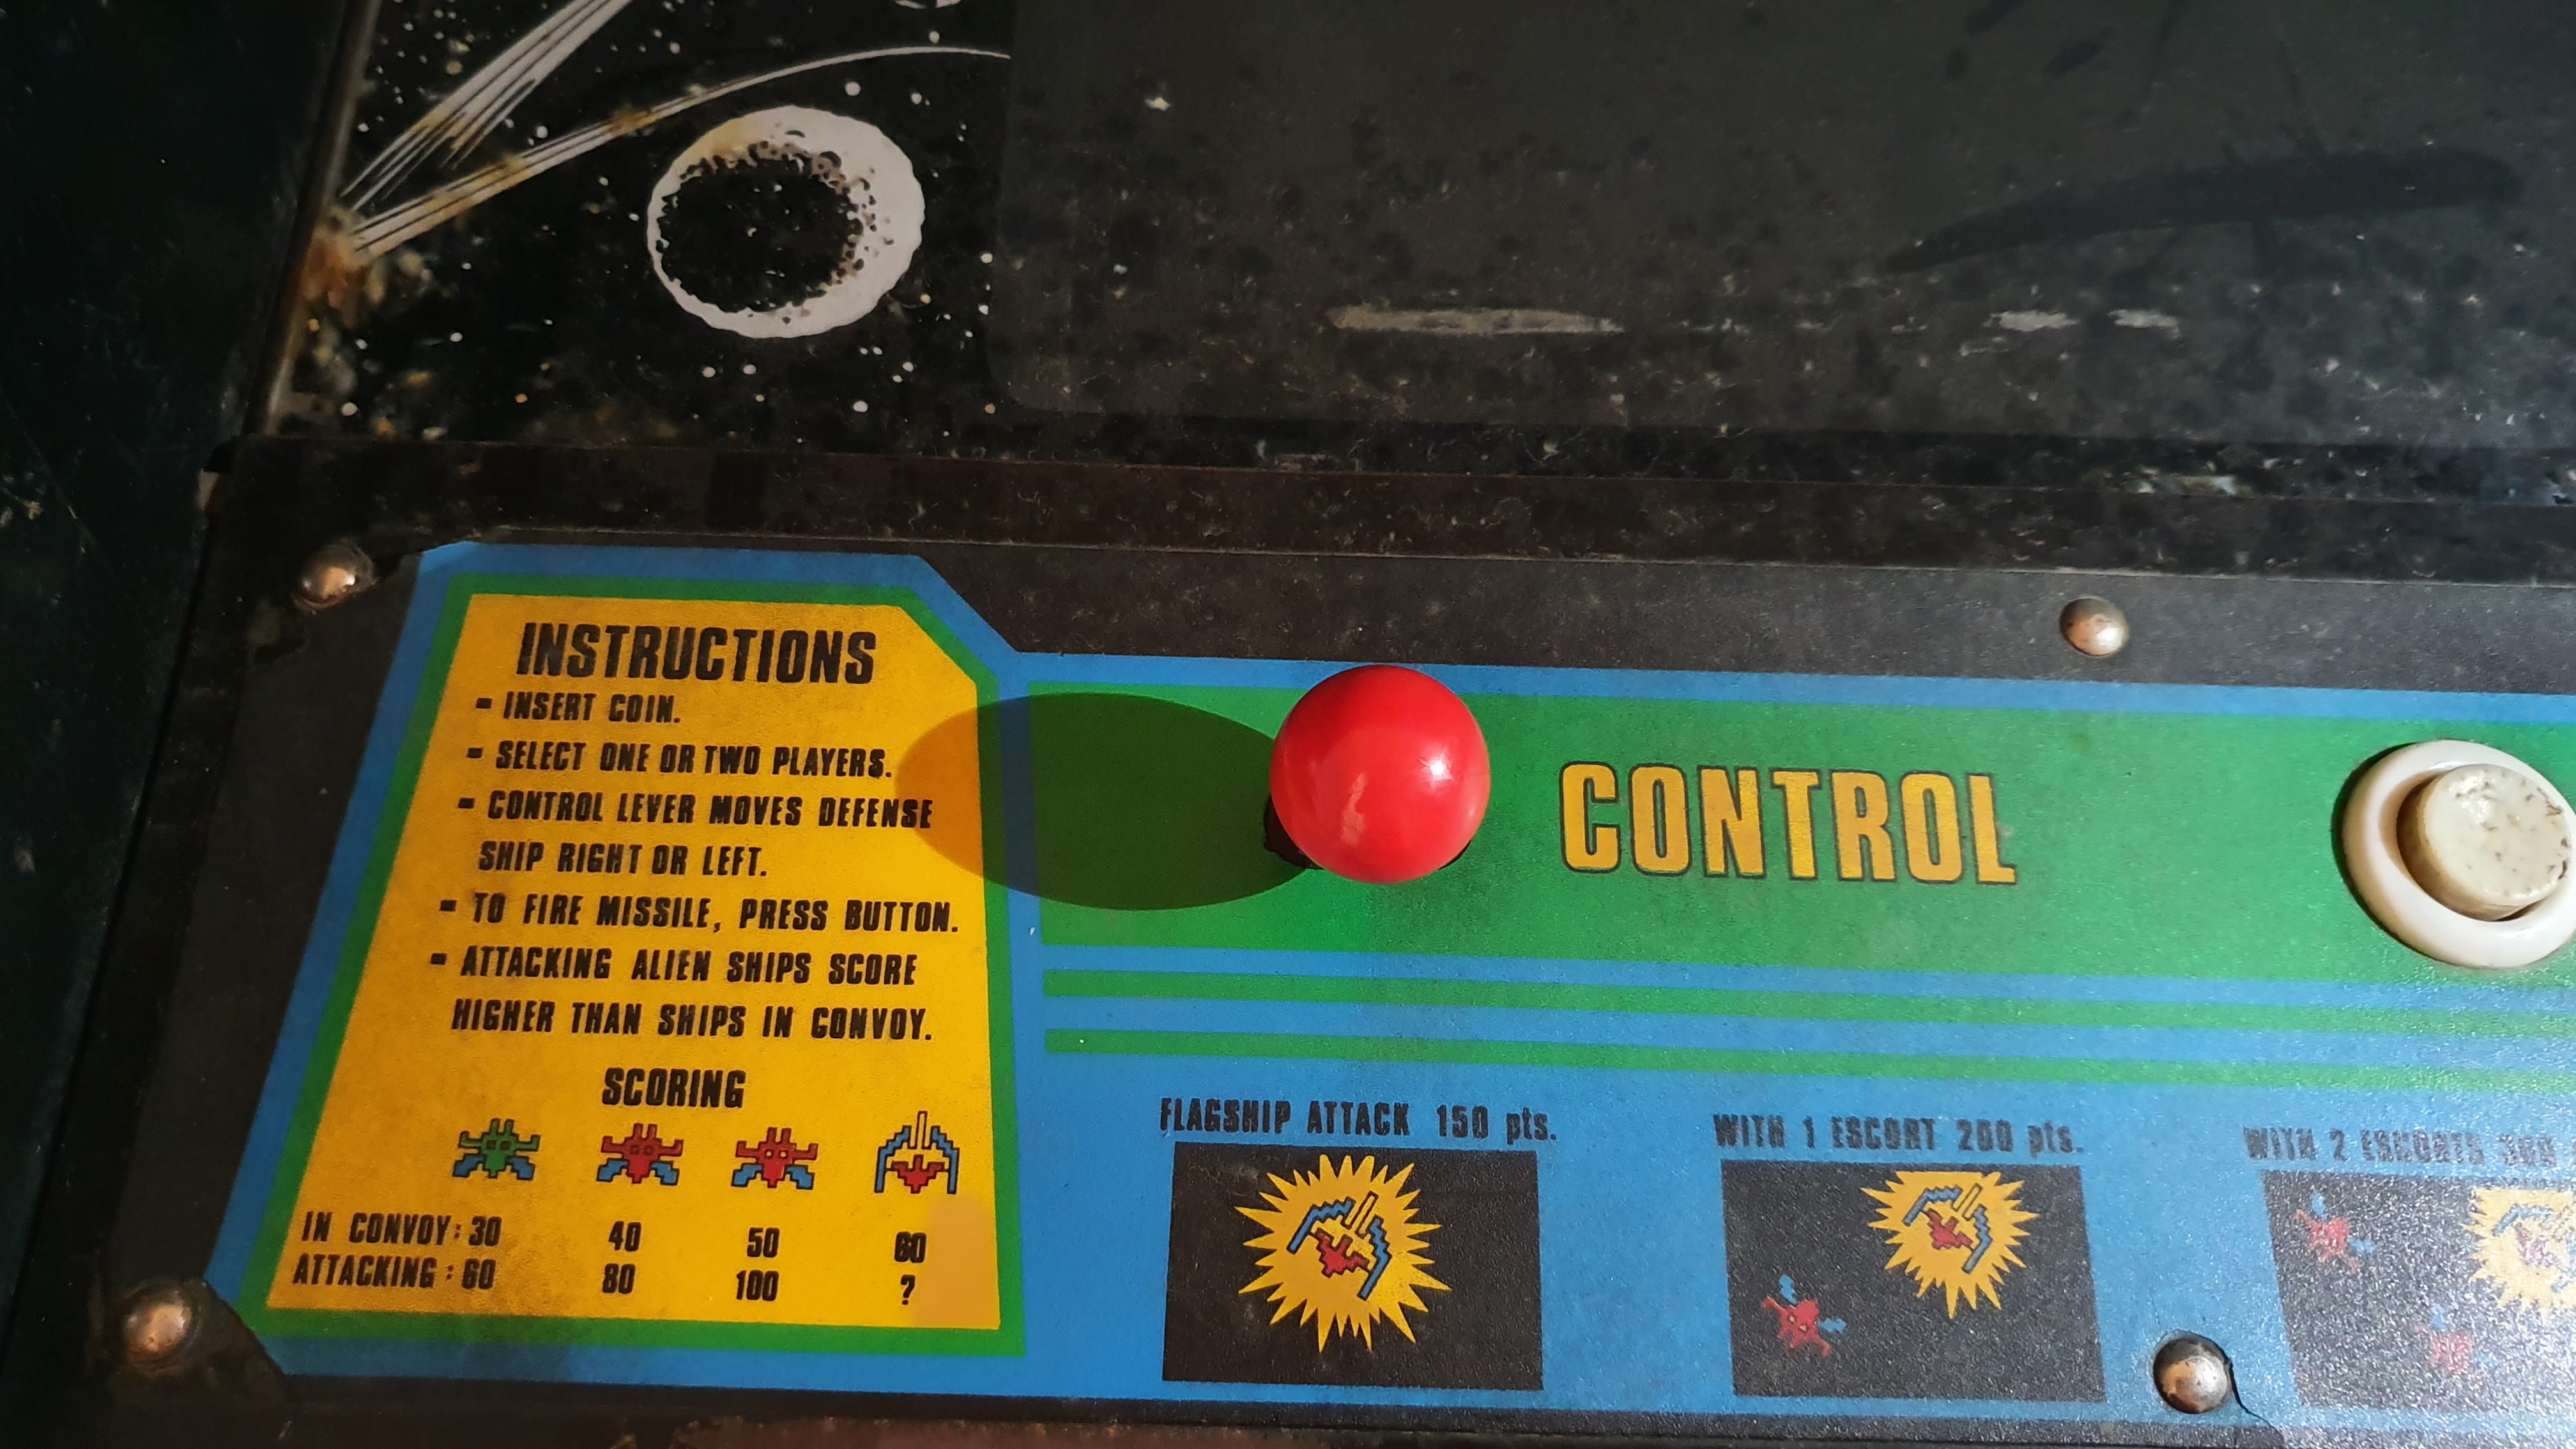 INSTRUCTIONS
- INSERT COIN.
- SELECT ONE OR TWO PLAYERS.
- CONTROL LEVER MOVES DEFENSE
SHIP RIGHT OR LEFT.
- TO FIRE MISSILE, PRESS BUTTON.
- ATTACKING ALIEN SHIPS SCORE
HIGHER THAN SHIPS IN CONVOY.
SCORING
IN CONVOY: 30 40 50 60
ATTACKING: 60 80 100 ?
CONTROL
FLAGSHIP ATTACK 150 pts.
WITH 1 ESCORT 200 pts.
WITH 2 ESCORTS 300